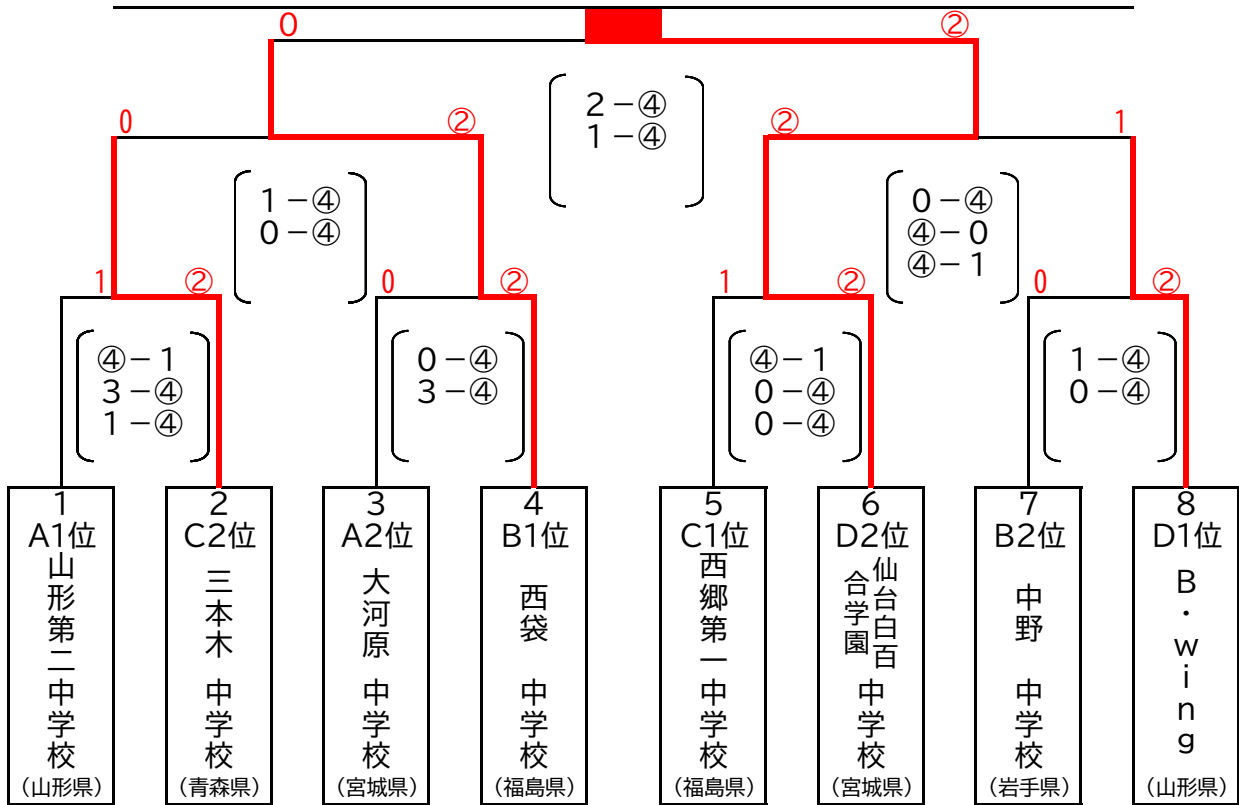 0 ②
2－④
1－④
0 ② ② 1
1－④
0－④
0－④
④－0
④－1
1 ② 0 ② 1 ② 0 ②
④－1
3－④
1－④
0－④
3－④
④－1
0－④
0－④
1－④
0－④
1
A1位
山形第二中学校
（山形県）
2
C2位
三本木 中学校
（青森県）
3
A2位
大河原 中学校
（宮城県）
4
B1位
西袋 中学校
（福島県）
5
C1位
西郷第一中学校
（福島県）
6
D2位
仙台白百
合学園
中学校
（宮城県）
7
B2位
中野 中学校
（岩手県）
8
D1位
B・wing
（山形県）